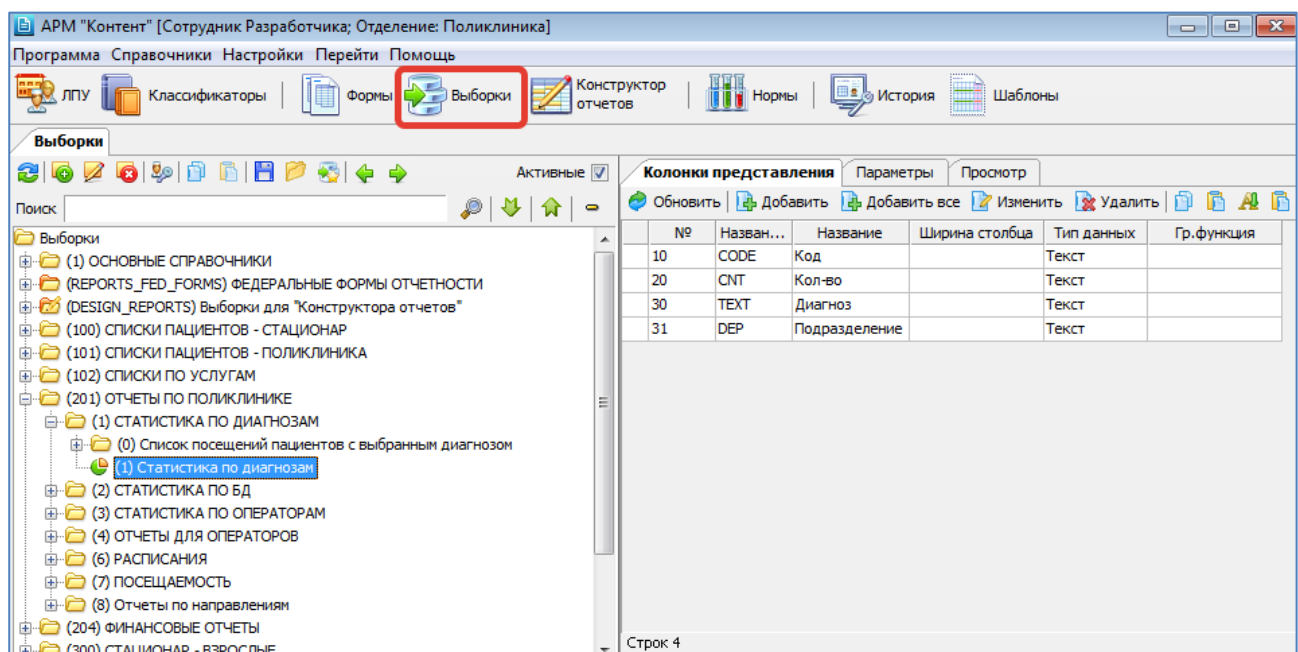 АРМ "Контент" [Сотрудник Разработчика; Отделение: Поликлиника]
Программа Справочники Настройки Перейти Помощь
ЛПУ Классификаторы Формы Выборки Конструктор отчетов Нормы История Шаблоны
Выборки
Активные
Поиск
Выборки
(1) ОСНОВНЫЕ СПРАВОЧНИКИ
(REPORTS_FED_FORMS) ФЕДЕРАЛЬНЫЕ ФОРМЫ ОТЧЕТНОСТИ
(DESIGN_REPORTS) Выборки для "Конструктора отчетов"
(100) СПИСКИ ПАЦИЕНТОВ - СТАЦИОНАР
(101) СПИСКИ ПАЦИЕНТОВ - ПОЛИКЛИНИКА
(102) СПИСКИ ПО УСЛУГАМ
(201) ОТЧЕТЫ ПО ПОЛИКЛИНИКЕ
(1) СТАТИСТИКА ПО ДИАГНОЗАМ
(0) Список посещений пациентов с выбранным диагнозом
(1) Статистика по диагнозам
(2) СТАТИСТИКА ПО БД
(3) СТАТИСТИКА ПО ОПЕРАТОРАМ
(4) ОТЧЕТЫ ДЛЯ ОПЕРАТОРОВ
(6) РАСПИСАНИЯ
(7) ПОСЕЩАЕМОСТЬ
(8) Отчеты по направлениям
(204) ФИНАНСОВЫЕ ОТЧЕТЫ
(300) СТАЦИОНАР - ВЗРОСЛЫЕ
Колонки представления Параметры Просмотр
Обновить Добавить Добавить все Изменить Удалить
№ Назван... Название Ширина столбца Тип данных Гр.функция
10 CODE Код Текст
20 CNT Кол-во Текст
30 TEXT Диагноз Текст
31 DEP Подразделение Текст
Строк 4